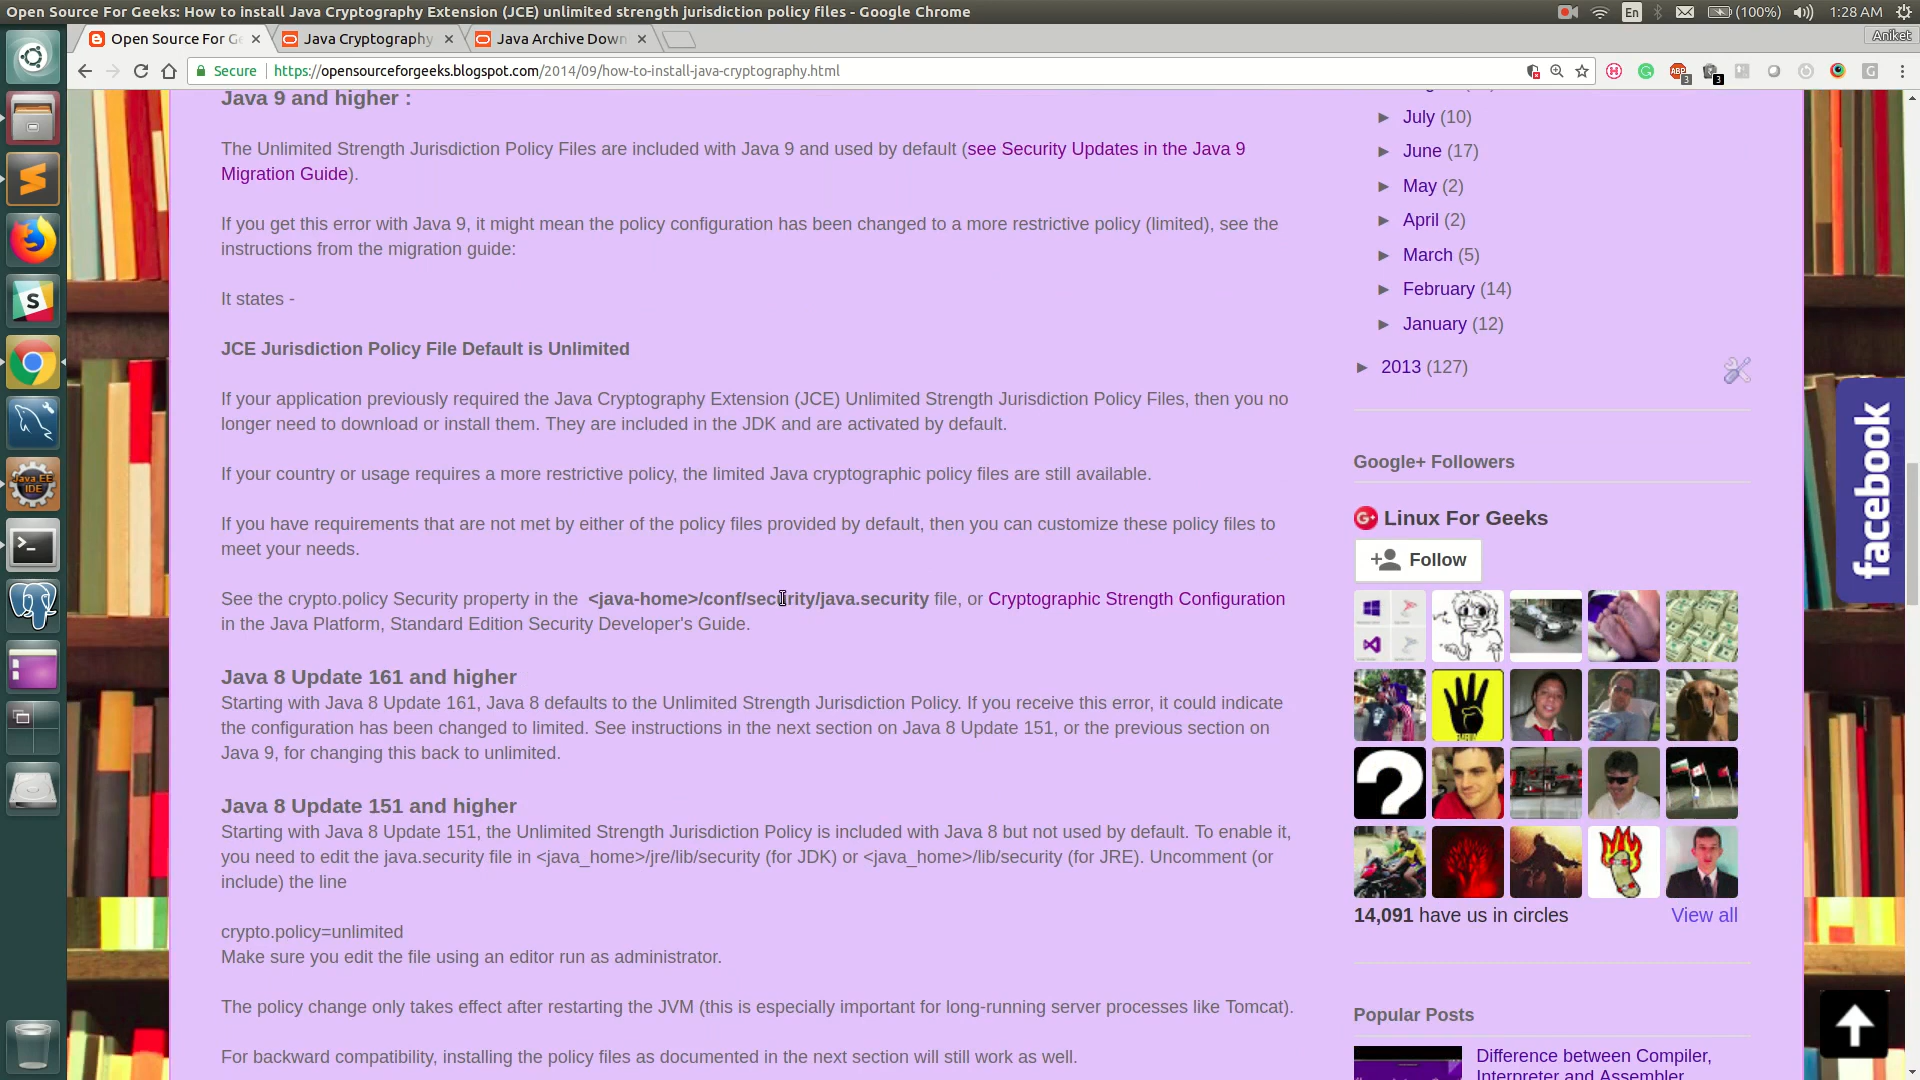 Open Source For Geeks: How to install Java Cryptography Extension (JCE) unlimited strength jurisdiction policy files - Google Chrome
En
(100%)
1:28 AM
Open Source For Ge
Java Cryptography
Java Archive Down
Aniket
Secure
https://opensourceforgeeks.blogspot.com/2014/09/how-to-install-java-cryptography.html
Java 9 and higher :
The Unlimited Strength Jurisdiction Policy Files are included with Java 9 and used by default (see Security Updates in the Java 9
Migration Guide).
If you get this error with Java 9, it might mean the policy configuration has been changed to a more restrictive policy (limited), see the
instructions from the migration guide:
It states -
JCE Jurisdiction Policy File Default is Unlimited
If your application previously required the Java Cryptography Extension (JCE) Unlimited Strength Jurisdiction Policy Files, then you no
longer need to download or install them. They are included in the JDK and are activated by default.
If your country or usage requires a more restrictive policy, the limited Java cryptographic policy files are still available.
If you have requirements that are not met by either of the policy files provided by default, then you can customize these policy files to
meet your needs.
See the crypto.policy Security property in the <java-home>/conf/security/java.security file, or Cryptographic Strength Configuration
in the Java Platform, Standard Edition Security Developer's Guide.
Java 8 Update 161 and higher
Starting with Java 8 Update 161, Java 8 defaults to the Unlimited Strength Jurisdiction Policy. If you receive this error, it could indicate
the configuration has been changed to limited. See instructions in the next section on Java 8 Update 151, or the previous section on
Java 9, for changing this back to unlimited.
Java 8 Update 151 and higher
Starting with Java 8 Update 151, the Unlimited Strength Jurisdiction Policy is included with Java 8 but not used by default. To enable it,
you need to edit the java.security file in <java_home>/jre/lib/security (for JDK) or <java_home>/lib/security (for JRE). Uncomment (or
include) the line
crypto.policy=unlimited
Make sure you edit the file using an editor run as administrator.
The policy change only takes effect after restarting the JVM (this is especially important for long-running server processes like Tomcat).
For backward compatibility, installing the policy files as documented in the next section will still work as well.
► July (10)
► June (17)
► May (2)
► April (2)
► March (5)
► February (14)
► January (12)
► 2013 (127)
Google+ Followers
Linux For Geeks
Follow
14,091 have us in circles
View all
Popular Posts
Difference between Compiler,
Interpreter and Assembler
facebook
Java EE
IDE
ABP
3
3